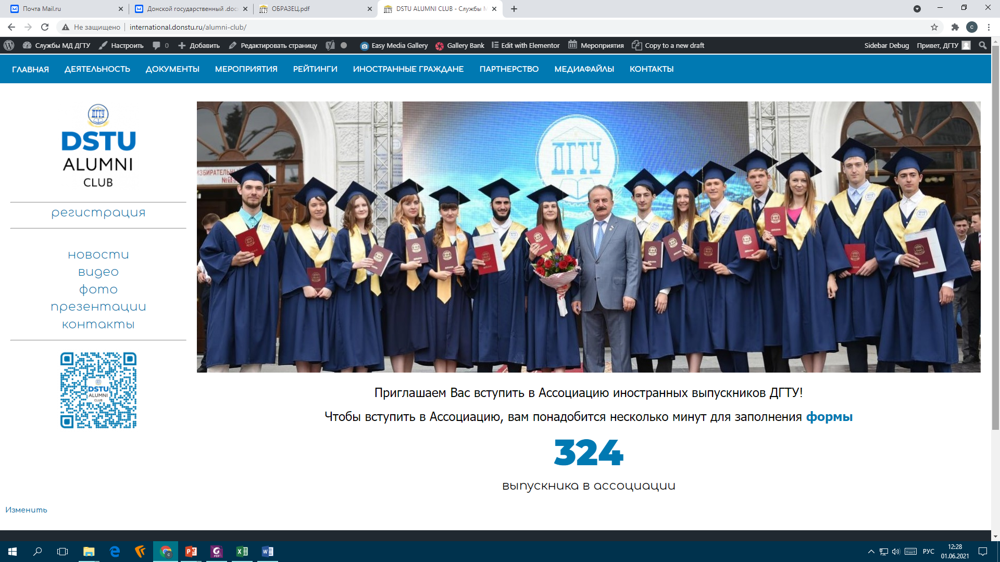 Почта Mail.ru
Донской государственный .doc
ОБРАЗЕЦ.pdf
DSTU ALUMNI CLUB - Службы М
Не защищено
international.donstu.ru/alumni-club/
c
Службы МД ДГТУ
Настроить
0
Добавить
Редактировать страницу
Easy Media Gallery
Gallery Bank
Edit with Elementor
Мероприятия
Copy to a new draft
Sidebar Debug
Привет, ДГТУ
ГЛАВНАЯ
ДЕЯТЕЛЬНОСТЬ
ДОКУМЕНТЫ
МЕРОПРИЯТИЯ
РЕЙТИНГИ
ИНОСТРАННЫЕ ГРАЖДАНЕ
ПАРТНЕРСТВО
МЕДИАФАЙЛЫ
КОНТАКТЫ
ДГТУ
DSTU
ALUMNI
CLUB
регистрация
новости
видео
фото
презентации
контакты
DSTU
ALUMNI
CLUB
ДГТУ
Приглашаем Вас вступить в Ассоциацию иностранных выпускников ДГТУ!
Чтобы вступить в Ассоциацию, вам понадобится несколько минут для заполнения формы
324
выпускника в ассоциации
Изменить
РУС
12:28
01.06.2021